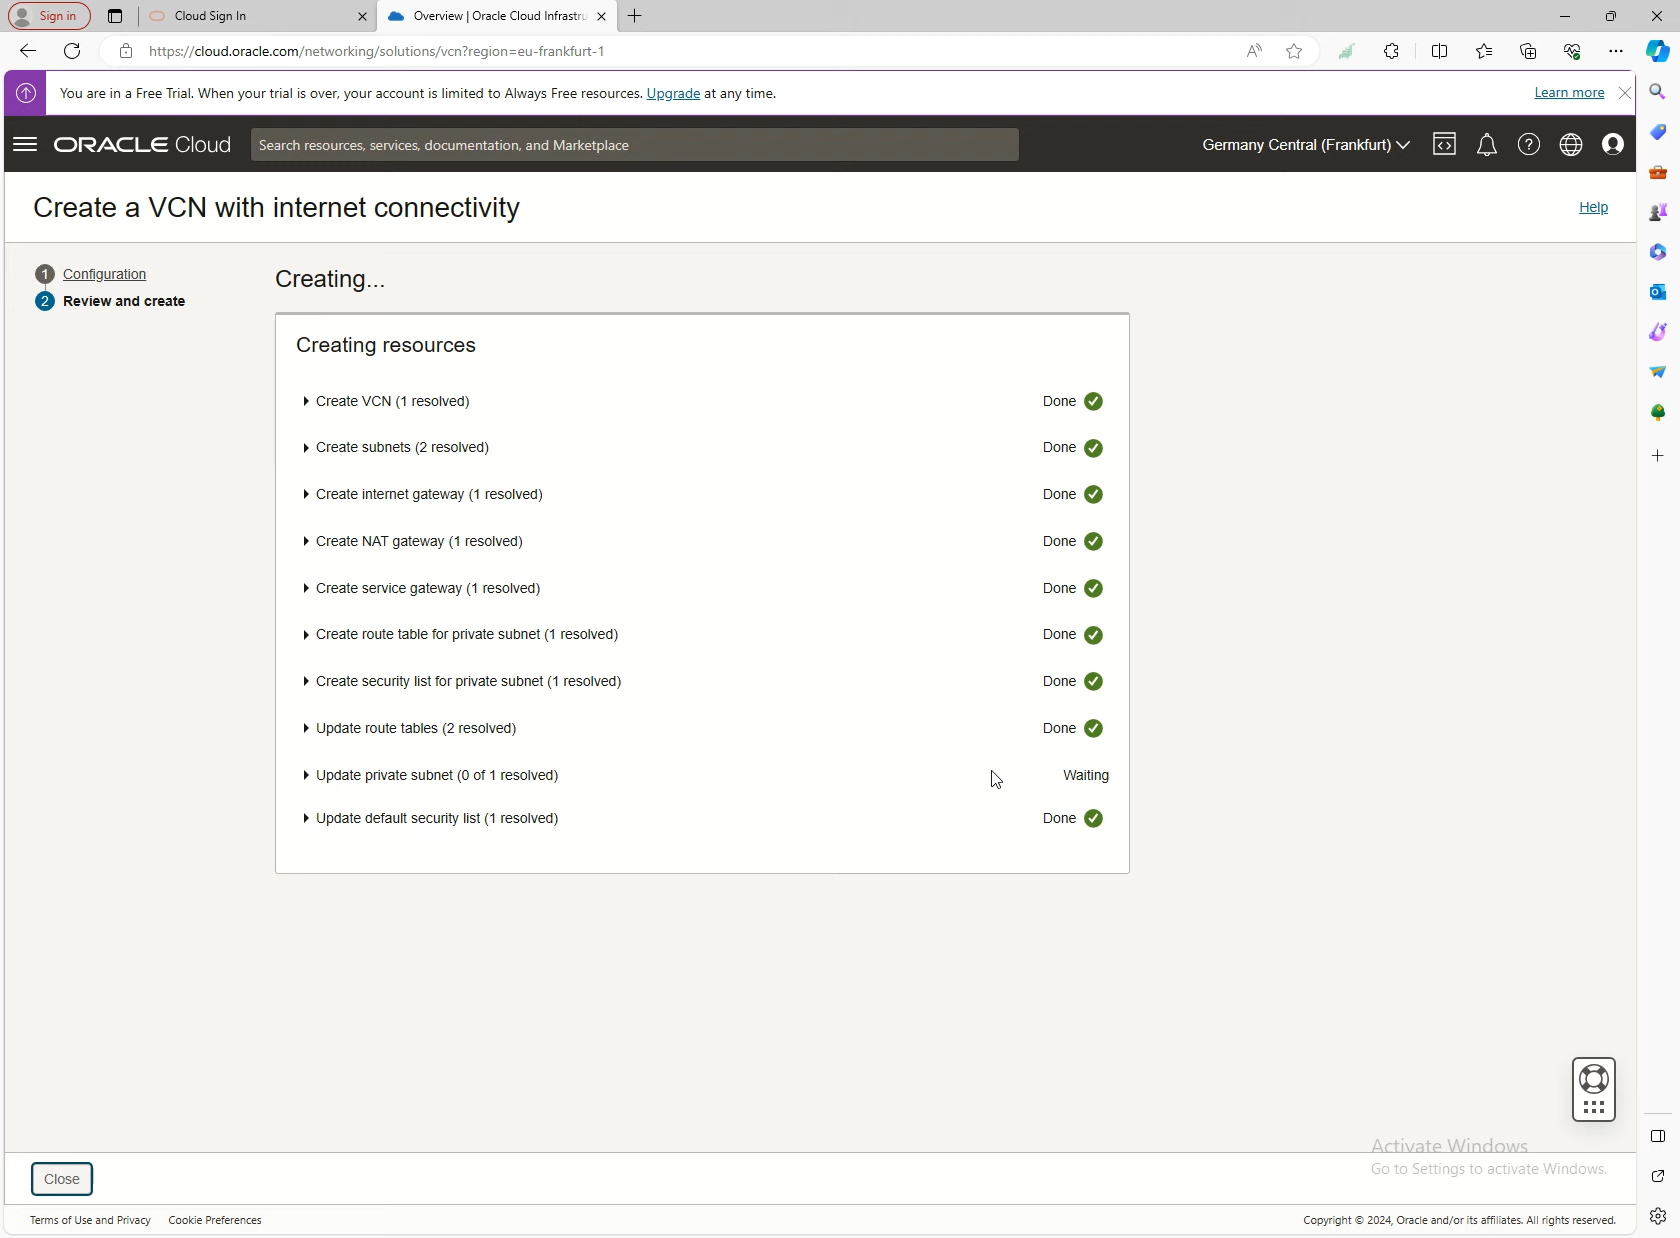 Sign in
Cloud Sign In
Overview | Oracle Cloud Infrastru
https://cloud.oracle.com/networking/solutions/vcn?region=eu-frankfurt-1
You are in a Free Trial. When your trial is over, your account is limited to Always Free resources. Upgrade at any time.
Learn more
ORACLE Cloud
Search resources, services, documentation, and Marketplace
Germany Central (Frankfurt)
Create a VCN with internet connectivity
Help
1 Configuration
2 Review and create
Creating...
Creating resources
Create VCN (1 resolved) Done
Create subnets (2 resolved) Done
Create internet gateway (1 resolved) Done
Create NAT gateway (1 resolved) Done
Create service gateway (1 resolved) Done
Create route table for private subnet (1 resolved) Done
Create security list for private subnet (1 resolved) Done
Update route tables (2 resolved) Done
Update private subnet (0 of 1 resolved) Waiting
Update default security list (1 resolved) Done
Activate Windows
Go to Settings to activate Windows.
Close
Terms of Use and Privacy
Cookie Preferences
Copyright © 2024, Oracle and/or its affiliates. All rights reserved.